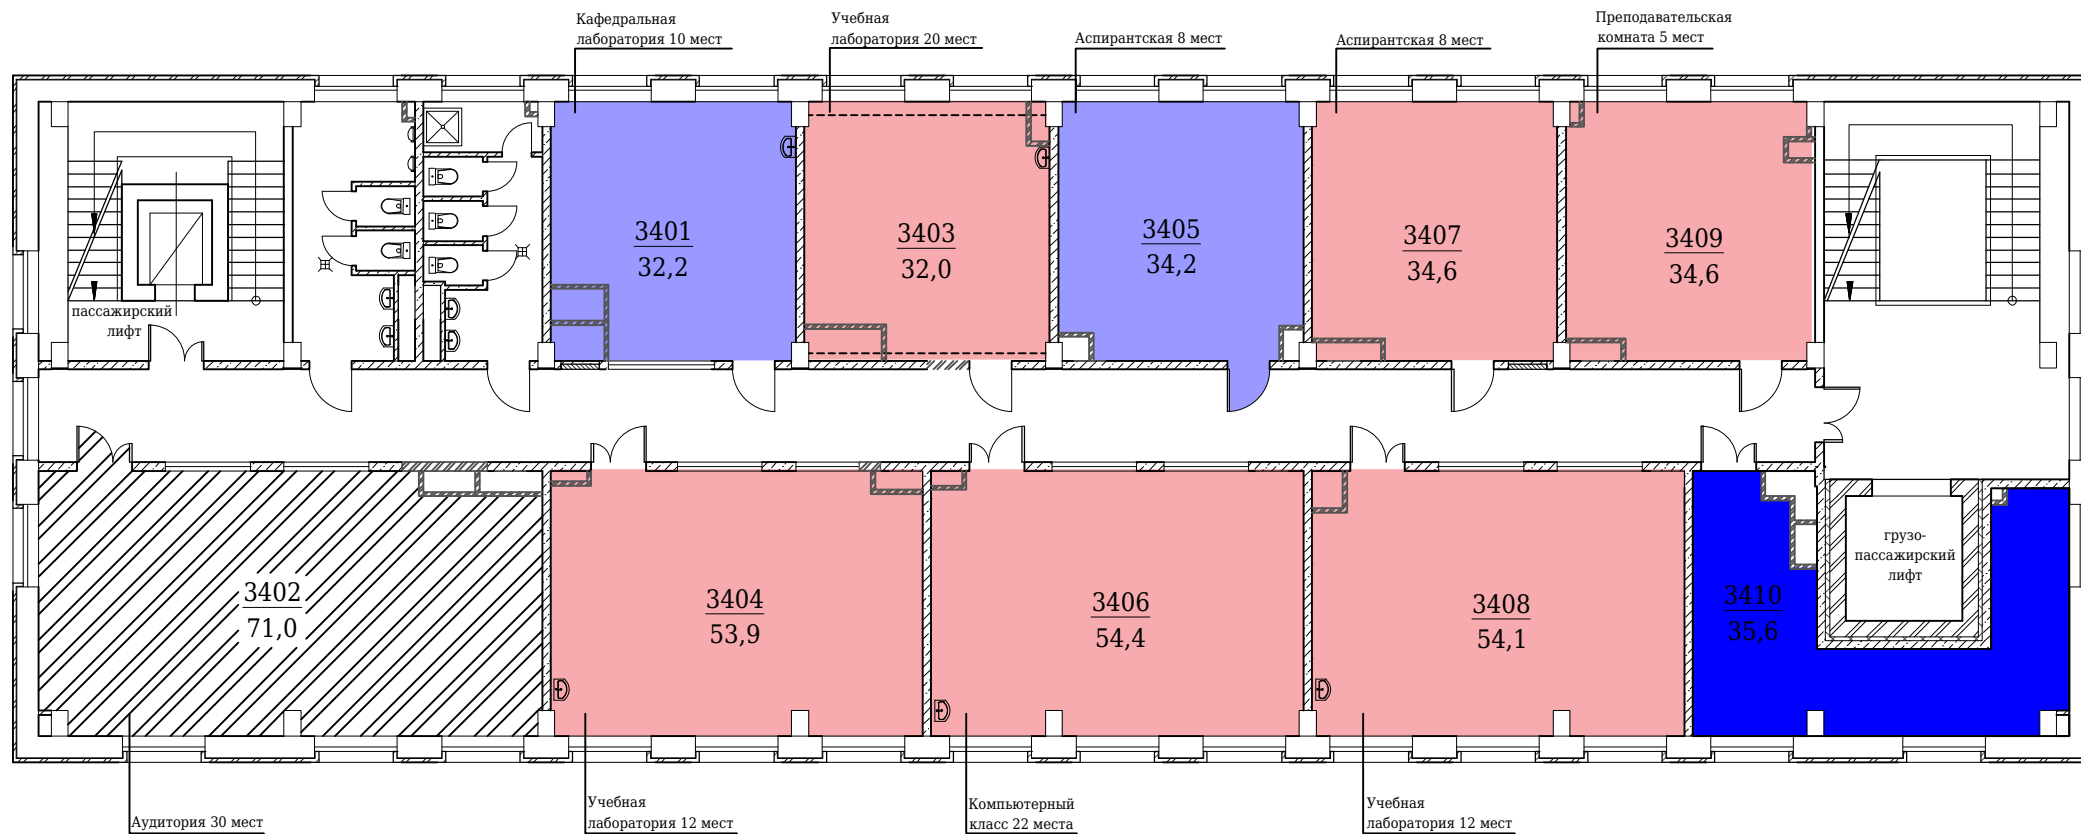 Кафедральная
лаборатория 10 мест
Учебная
лаборатория 20 мест
Аспирантская 8 мест
Аспирантская 8 мест
Преподавательская
комната 5 мест
3401
32,2
3403
32,0
3405
34,2
3407
34,6
3409
34,6
пассажирский
лифт
3402
71,0
3404
53,9
3406
54,4
3408
54,1
3410
35,6
грузо-
пассажирский
лифт
Аудитория 30 мест
Учебная
лаборатория 12 мест
Компьютерный
класс 22 места
Учебная
лаборатория 12 мест